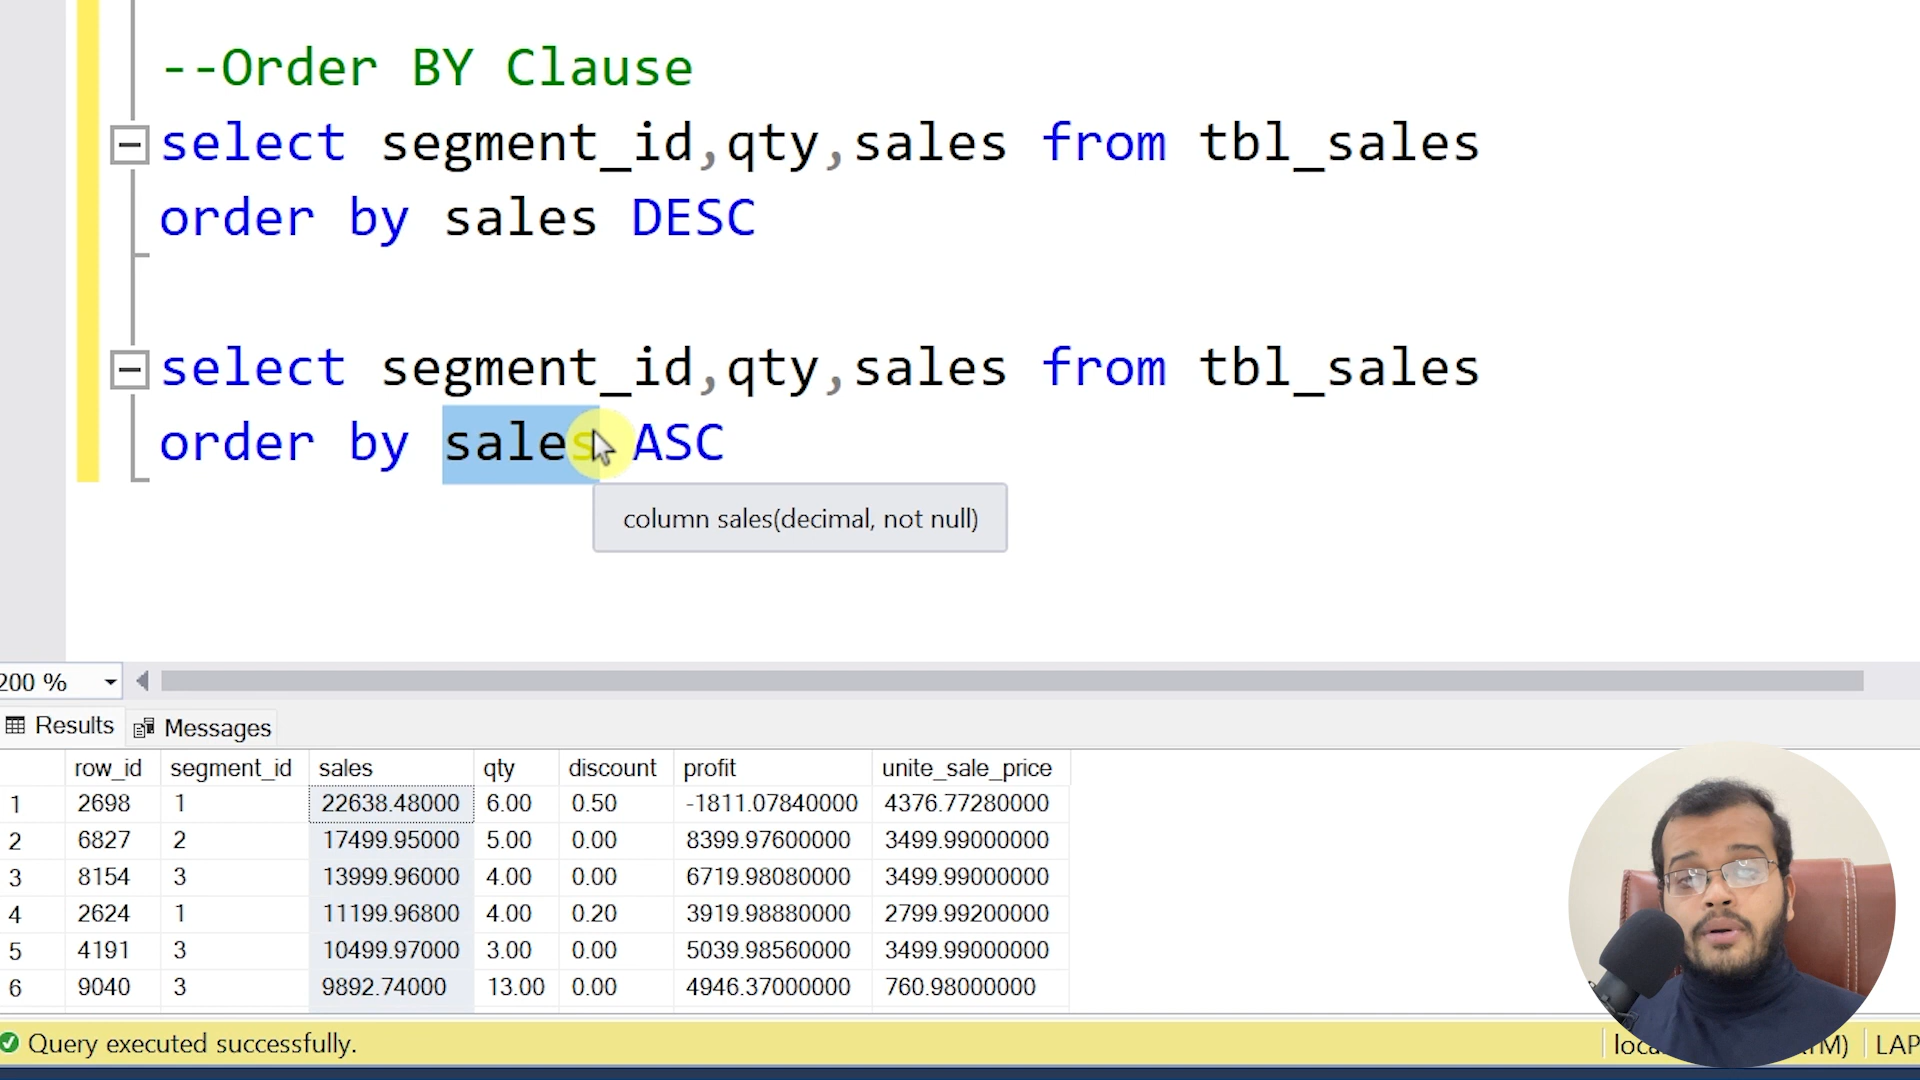 --Order BY Clause
select segment_id,qty,sales from tbl_sales
order by sales DESC
select segment_id,qty,sales from tbl_sales
order by sales ASC
column sales(decimal, not null)
200 %
Results Messages
row_id segment_id sales qty discount profit unite_sale_price
1 2698 1 22638.48000 6.00 0.50 -1811.07840000 4376.77280000
2 6827 2 17499.95000 5.00 0.00 8399.97600000 3499.99000000
3 8154 3 13999.96000 4.00 0.00 6719.98080000 3499.99000000
4 2624 1 11199.96800 4.00 0.20 3919.98880000 2799.99200000
5 4191 3 10499.97000 3.00 0.00 5039.98560000 3499.99000000
6 9040 3 9892.74000 13.00 0.00 4946.37000000 760.98000000
Query executed successfully. LAP